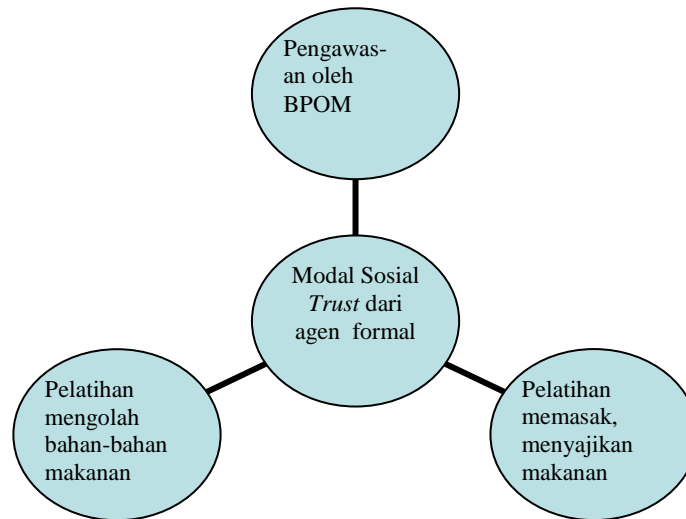 Pengawas-
an oleh
BPOM
Modal Sosial
Trust dari
agen formal
Pelatihan
mengolah
bahan-bahan
makanan
Pelatihan
memasak,
menyajikan
makanan